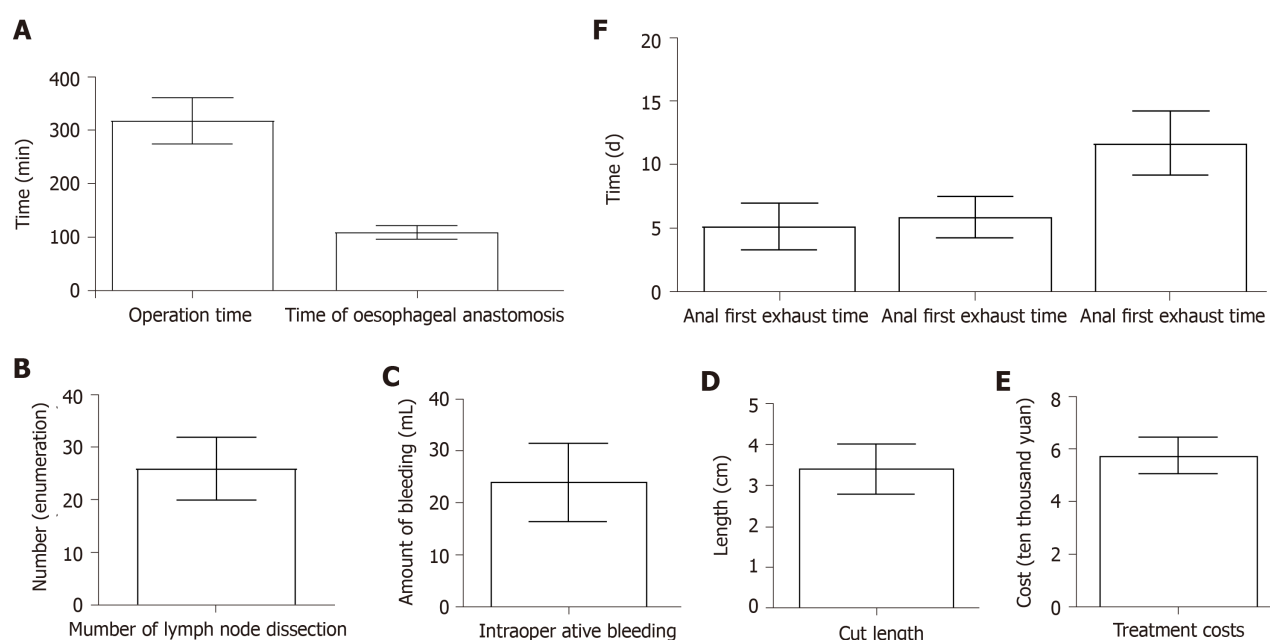 A
Time (min)
400
300
200
100
0
Operation time
Time of oesophageal anastomosis
F
Time (d)
20
15
10
5
0
Anal first exhaust time
Anal first exhaust time
Anal first exhaust time
B
Number (enumeration)
40
30
20
10
0
Mumber of lymph node dissection
C
Amount of bleeding (mL)
40
30
20
10
0
Intraoper ative bleeding
D
Length (cm)
5
4
3
2
1
0
Cut length
E
Cost (ten thousand yuan)
8
6
4
2
0
Treatment costs